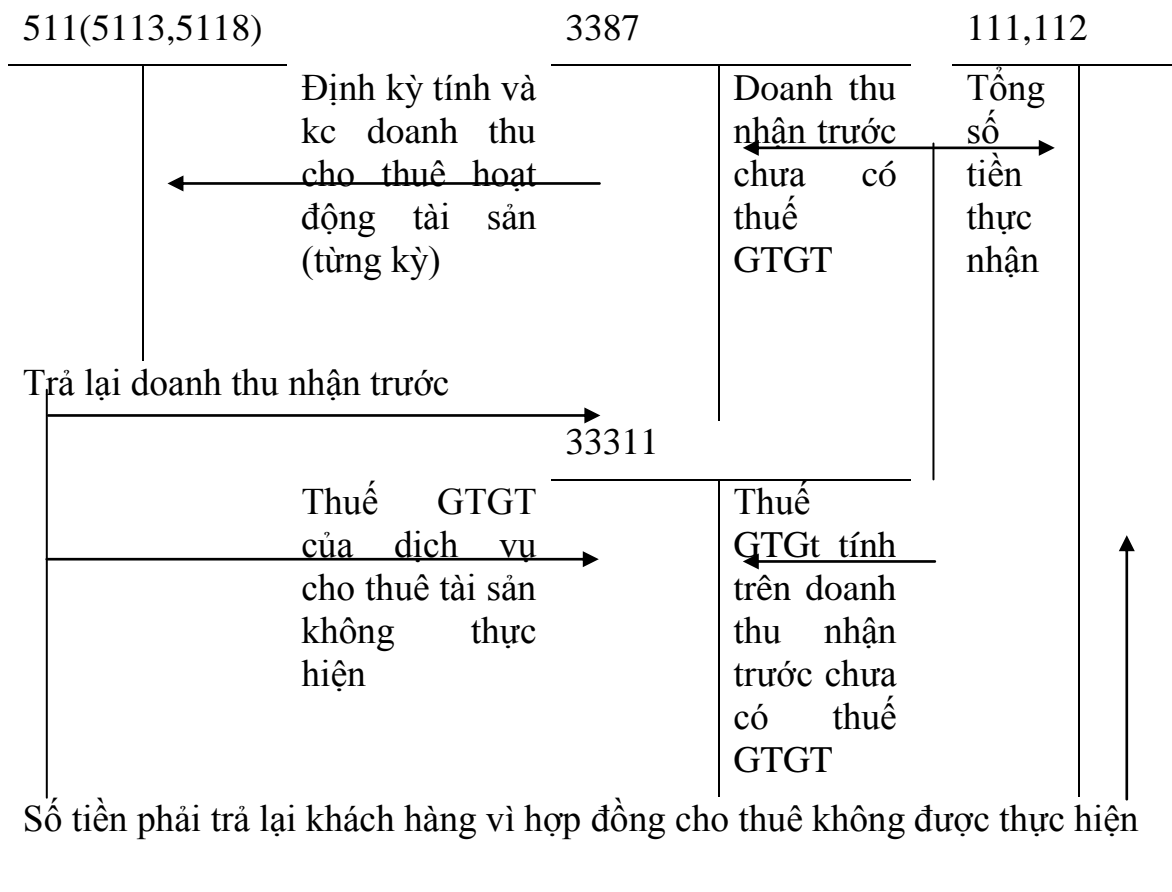 511(5113,5118)
3387
111,112
Định kỳ tính và
kc doanh thu
cho thuê hoạt
động tài sản
(từng kỳ)
Doanh thu
nhận trước
chưa có
thuế
GTGT
Tổng
số
tiền
thực
nhận
Trả lại doanh thu nhận trước
33311
Thuế GTGT
của dịch vụ
cho thuê tài sản
không thực
hiện
Thuế
GTGt tính
trên doanh
thu nhận
trước chưa
có thuế
GTGT
Số tiền phải trả lại khách hàng vì hợp đồng cho thuê không được thực hiện